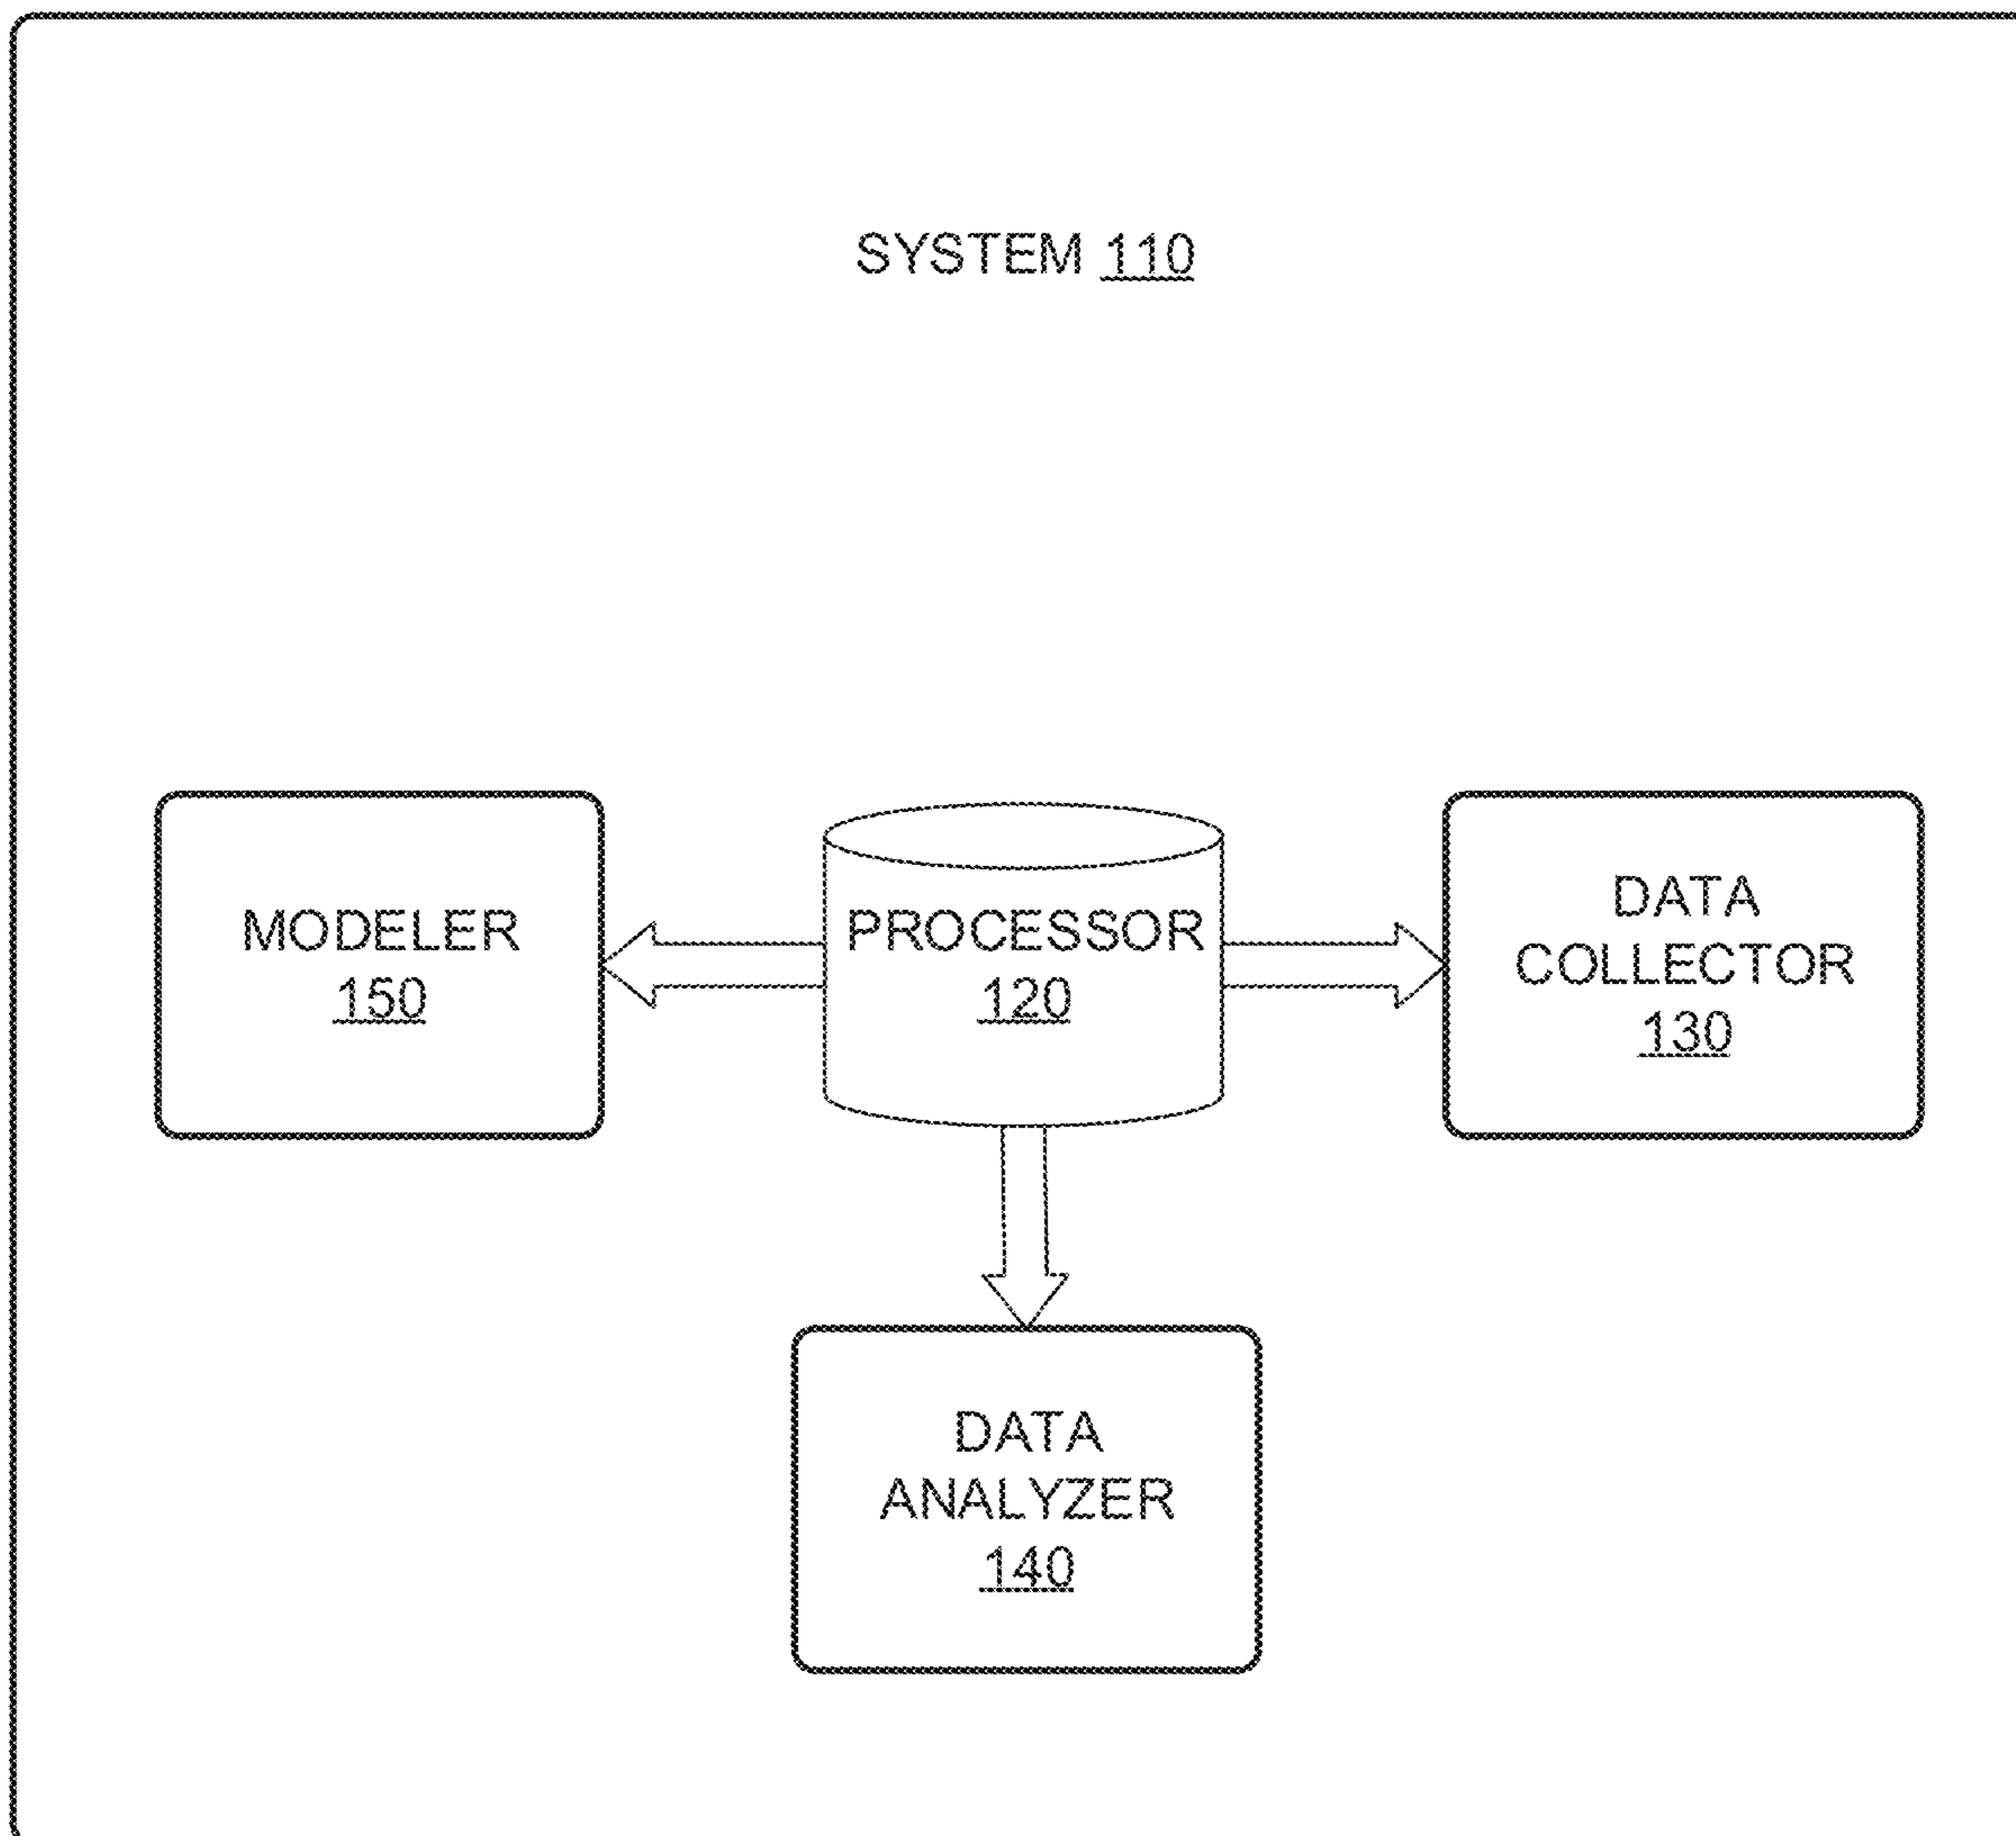 SYSTEM 110
MODELER
150
PROCESSOR
120
DATA
COLLECTOR
130
DATA
ANALYZER
140